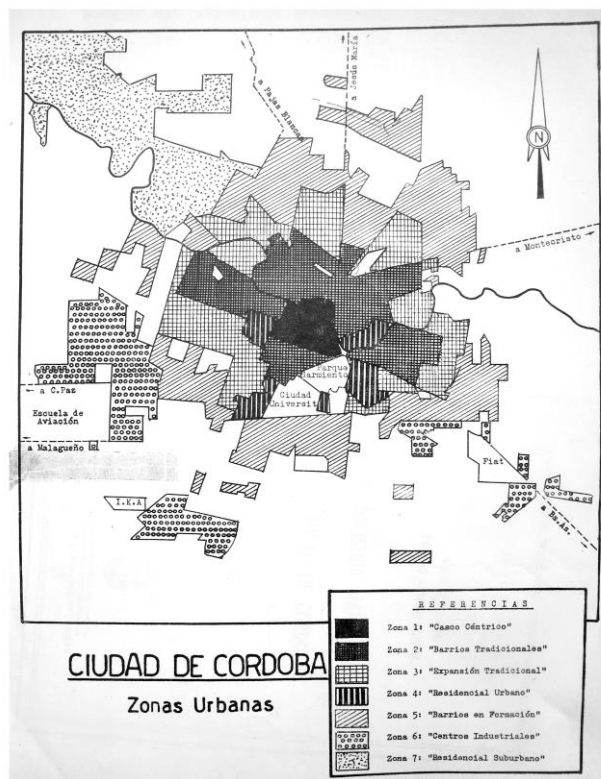 a Pajas Blancas
a Jesús María
N
a Montecristo
Parque
Sarmiento
Ciudad
Universit
a C.Paz
Escuela de
Aviación
a Malagueño
I.K.A
Fiat
a Bs.As.
CIUDAD DE CORDOBA
Zonas Urbanas
REFERENCIAS
Zona 1: "Casco Céntrico"
Zona 2: "Barrios Tradicionales"
Zona 3: "Expansión Tradicional"
Zona 4: "Residencial Urbano"
Zona 5: "Barrios en Formación"
Zona 6: "Centros Industriales"
Zona 7: "Residencial Suburbano"